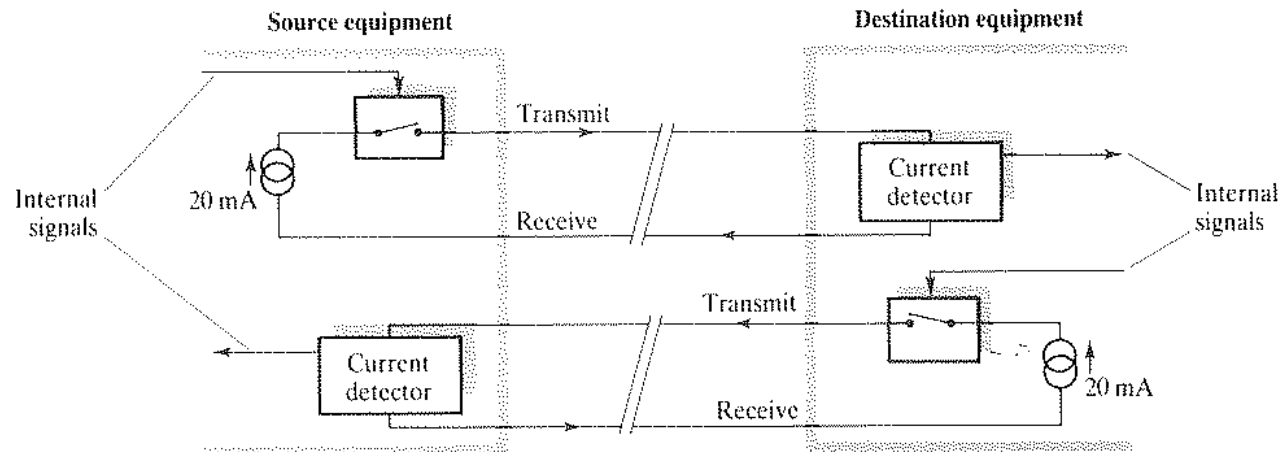 Source equipment
Destination equipment
Transmit
Current
detector
20 mA
Internal
signals
Receive
Internal
signals
Transmit
Current
detector
20 mA
Receive